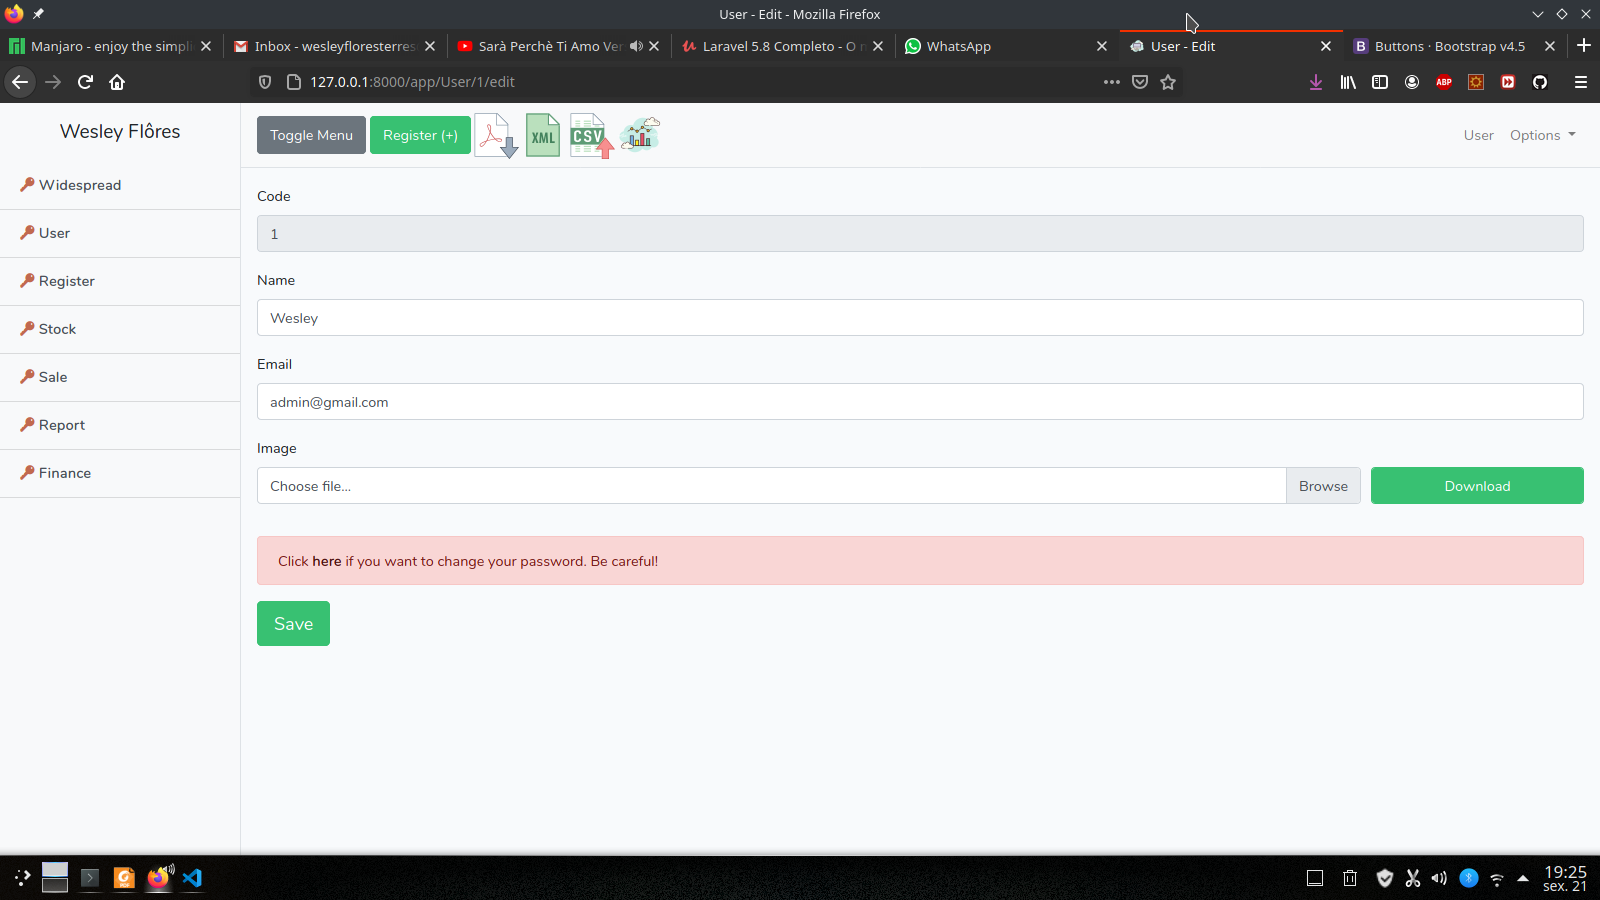 User - Edit - Mozilla Firefox
Manjaro - enjoy the simpli
Inbox - wesleyfloresterres
Sarà Perchè Ti Amo Ver
Laravel 5.8 Completo - O n
WhatsApp
User - Edit
Buttons · Bootstrap v4.5
127.0.0.1:8000/app/User/1/edit
ABP
Wesley Flôres
Toggle Menu
Register (+)
XML
CSV
User
Options
Widespread
User
Register
Stock
Sale
Report
Finance
Code
1
Name
Wesley
Email
admin@gmail.com
Image
Choose file...
Browse
Download
Click here if you want to change your password. Be careful!
Save
19:25
sex. 21